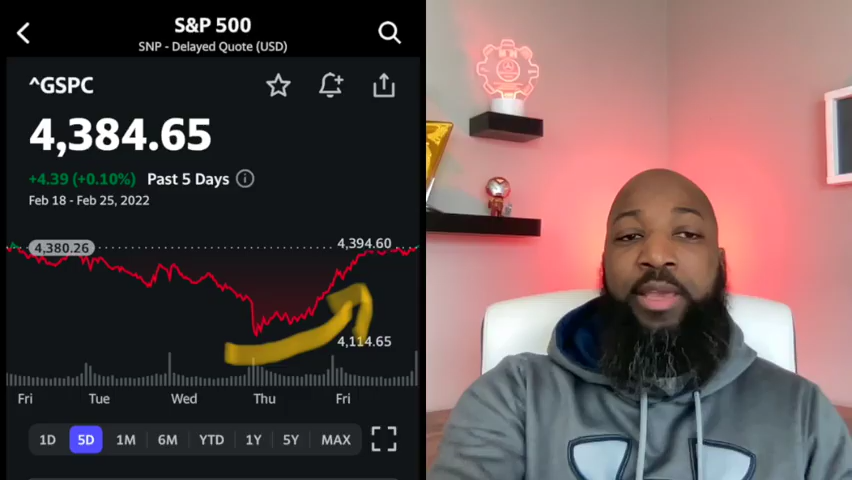 S&P 500
SNP - Delayed Quote (USD)
^GSPC
4,384.65
+4.39 (+0.10%) Past 5 Days
Feb 18 - Feb 25, 2022
4,380.26
4,394.60
4,114.65
Fri Tue Wed Thu Fri
1D 5D 1M 6M YTD 1Y 5Y MAX